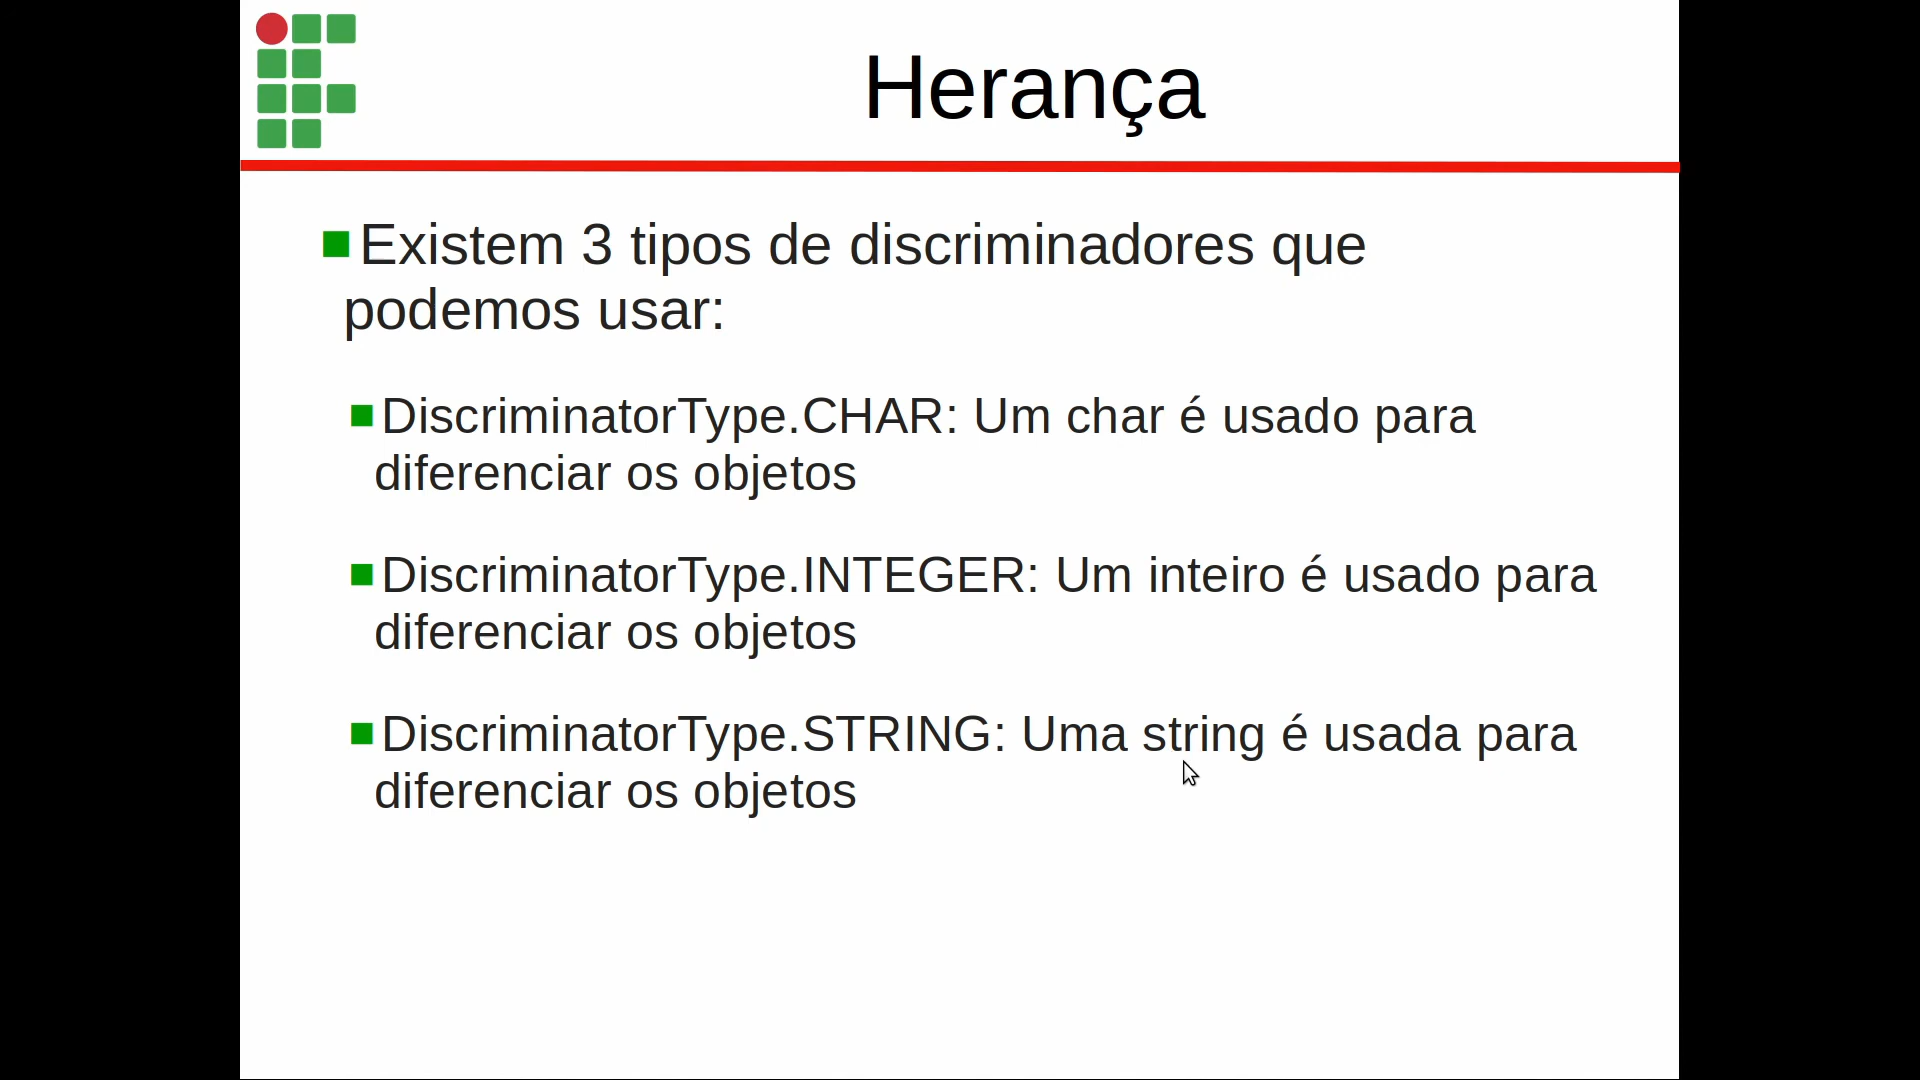 Herança
Existem 3 tipos de discriminadores que
podemos usar:
DiscriminatorType.CHAR: Um char é usado para
diferenciar os objetos
DiscriminatorType.INTEGER: Um inteiro é usado para
diferenciar os objetos
DiscriminatorType.STRING: Uma string é usada para
diferenciar os objetos